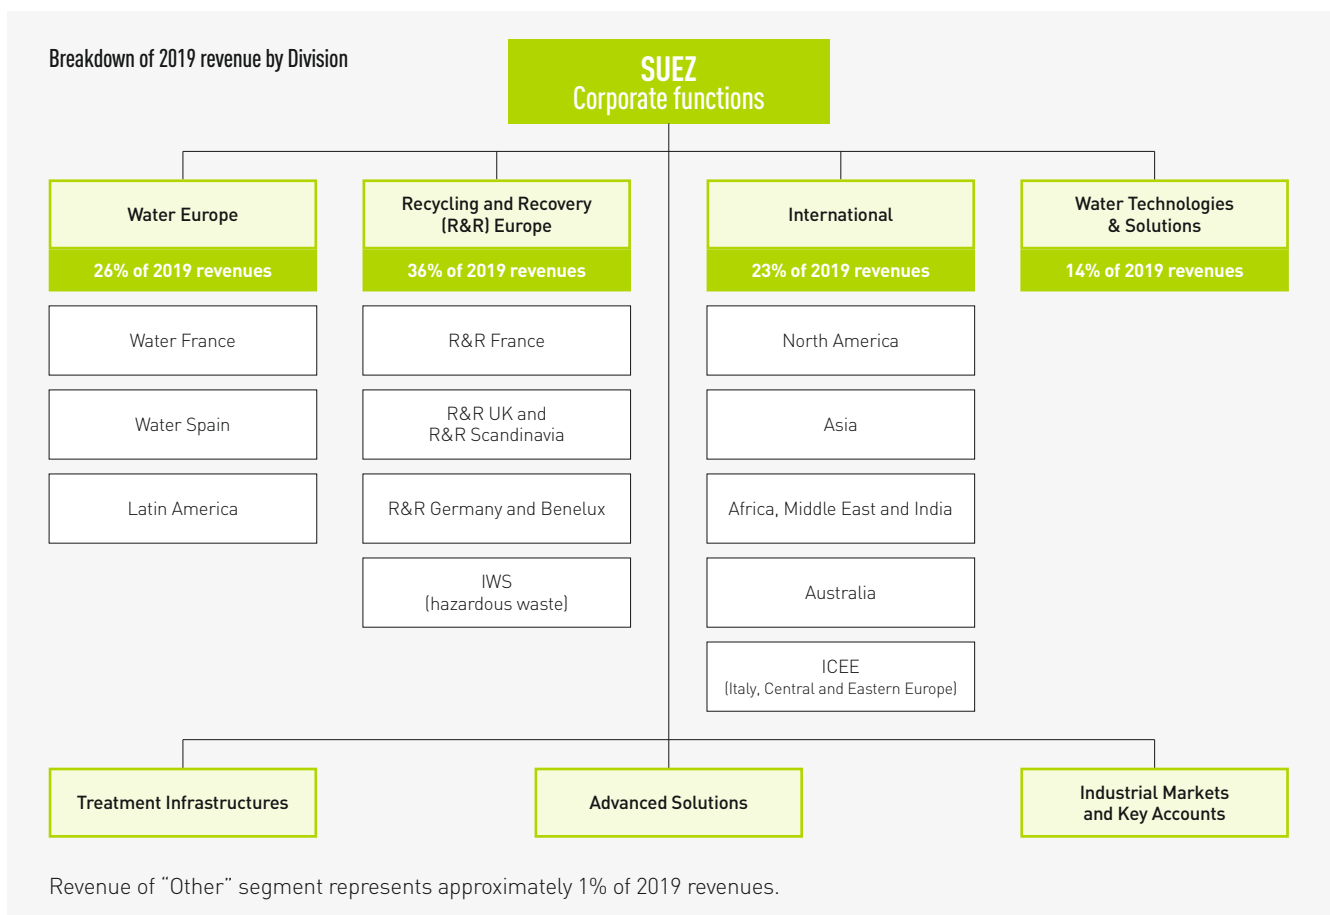 Breakdown of 2019 revenue by Division
SUEZ
Corporate functions
Water Europe
26% of 2019 revenues
Water France
Water Spain
Latin America
Recycling and Recovery
(R&R) Europe
36% of 2019 revenues
R&R France
R&R UK and
R&R Scandinavia
R&R Germany and Benelux
IWS
(hazardous waste)
International
23% of 2019 revenues
North America
Asia
Africa, Middle East and India
Australia
ICEE
(Italy, Central and Eastern Europe)
Water Technologies
& Solutions
14% of 2019 revenues
Treatment Infrastructures
Advanced Solutions
Industrial Markets
and Key Accounts
Revenue of “Other” segment represents approximately 1% of 2019 revenues.